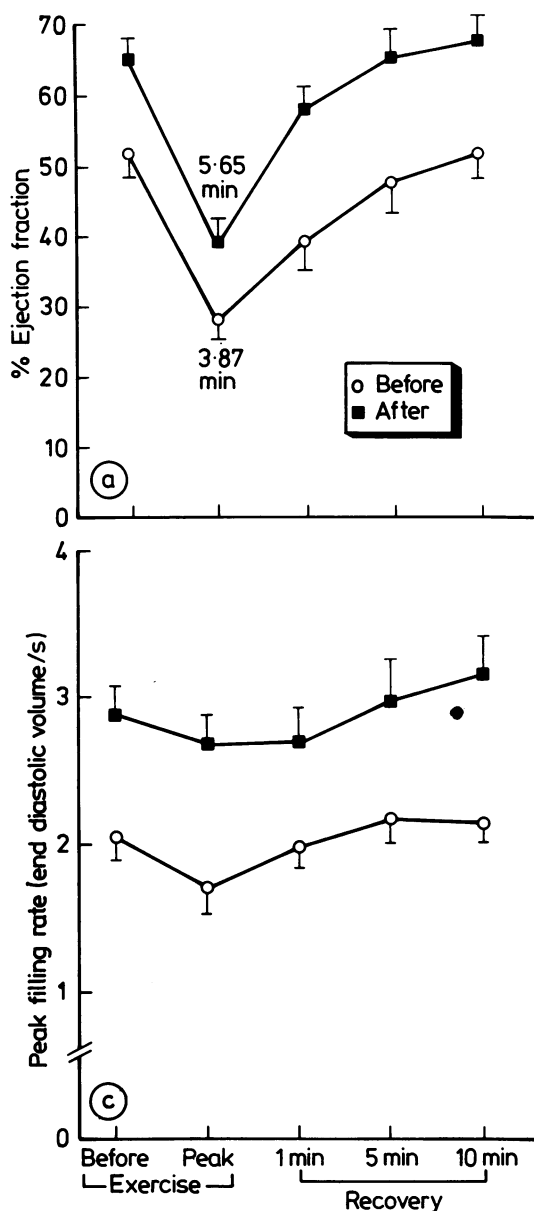 70
60
50
40
30
20
10
0
% Ejection fraction
5·65
min
3·87
min
Before
After
a
4
3
2
1
0
Peak filling rate (end diastolic volume/s)
c
Before Peak 1 min 5 min 10 min
Exercise
Recovery